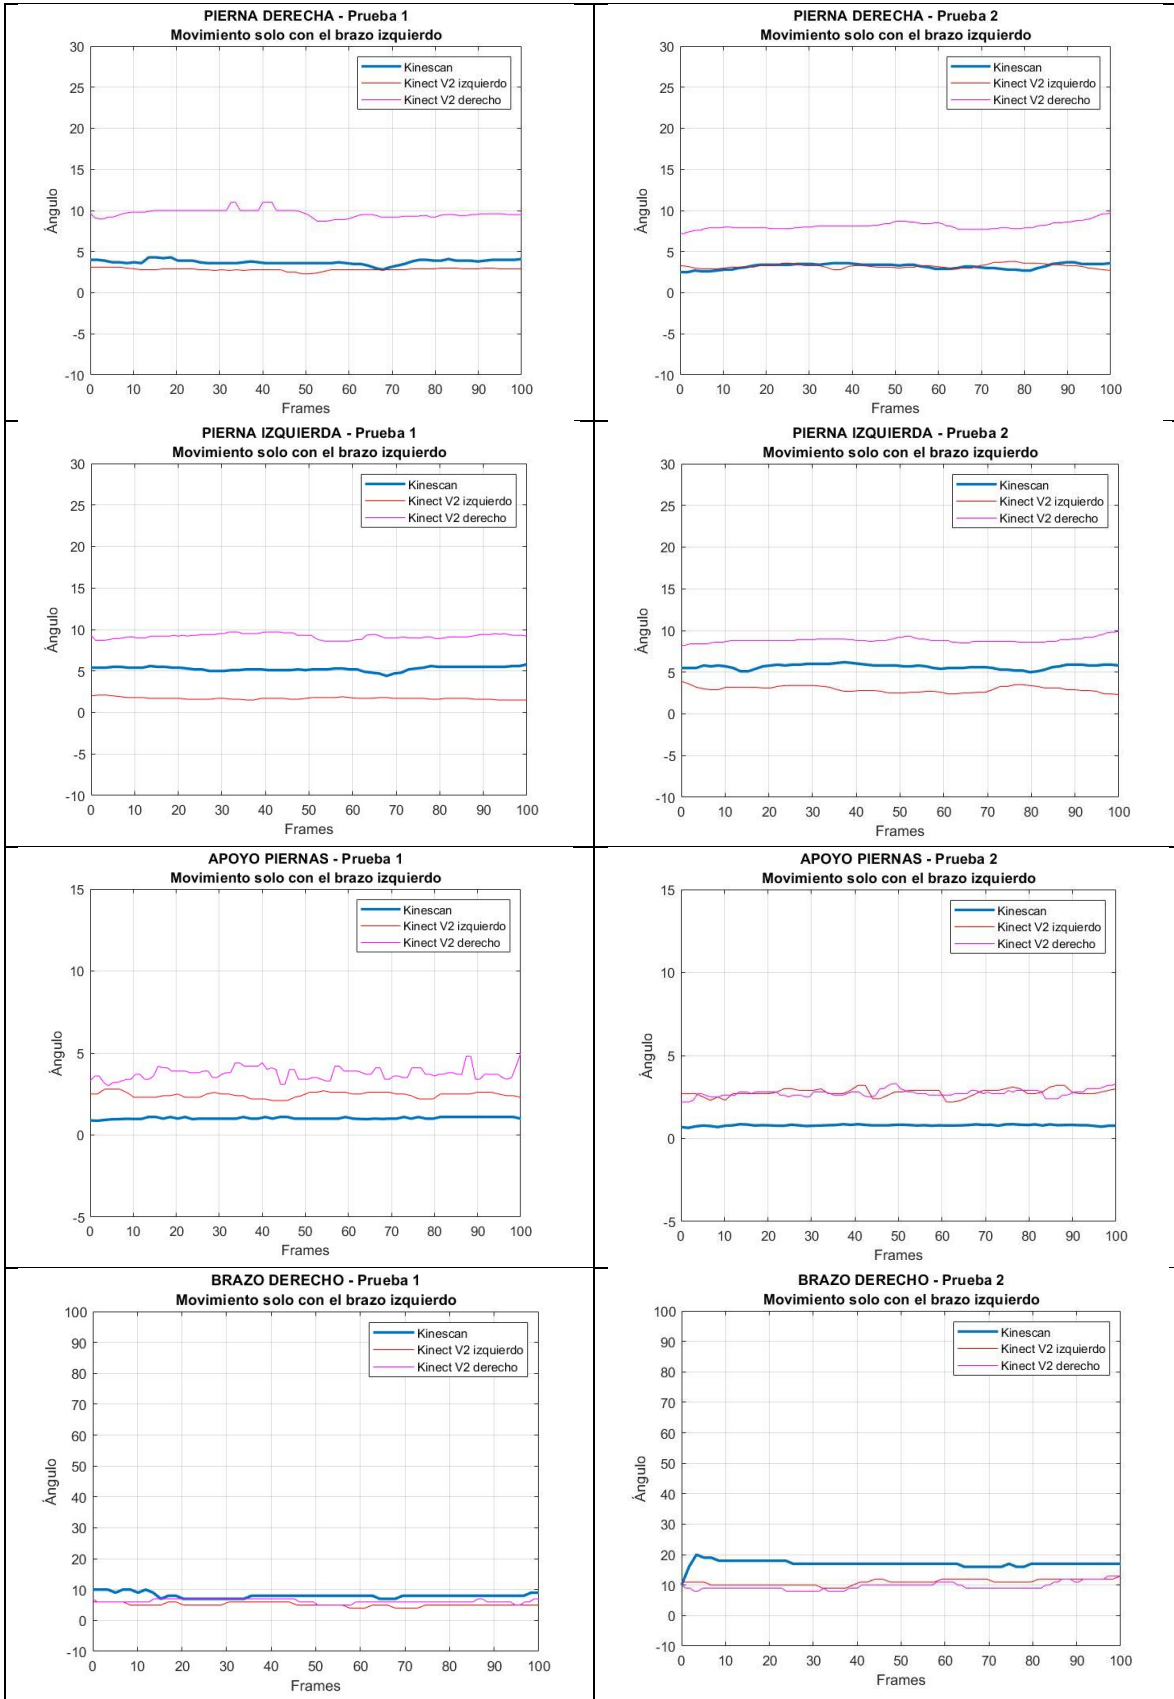 PIERNA DERECHA - Prueba 1
Movimiento solo con el brazo izquierdo
30
25
20
15
10
5
0
-5
-10
Ángulo
Kinescan
Kinect V2 izquierdo
Kinect V2 derecho
0 10 20 30 40 50 60 70 80 90 100
Frames
PIERNA DERECHA - Prueba 2
Movimiento solo con el brazo izquierdo
30
25
20
15
10
5
0
-5
-10
Ángulo
Kinescan
Kinect V2 izquierdo
Kinect V2 derecho
0 10 20 30 40 50 60 70 80 90 100
Frames
PIERNA IZQUIERDA - Prueba 1
Movimiento solo con el brazo izquierdo
30
25
20
15
10
5
0
-5
-10
Ángulo
Kinescan
Kinect V2 izquierdo
Kinect V2 derecho
0 10 20 30 40 50 60 70 80 90 100
Frames
PIERNA IZQUIERDA - Prueba 2
Movimiento solo con el brazo izquierdo
30
25
20
15
10
5
0
-5
-10
Ángulo
Kinescan
Kinect V2 izquierdo
Kinect V2 derecho
0 10 20 30 40 50 60 70 80 90 100
Frames
APOYO PIERNAS - Prueba 1
Movimiento solo con el brazo izquierdo
15
10
5
0
-5
Ángulo
Kinescan
Kinect V2 izquierdo
Kinect V2 derecho
0 10 20 30 40 50 60 70 80 90 100
Frames
APOYO PIERNAS - Prueba 2
Movimiento solo con el brazo izquierdo
15
10
5
0
-5
Ángulo
Kinescan
Kinect V2 izquierdo
Kinect V2 derecho
0 10 20 30 40 50 60 70 80 90 100
Frames
BRAZO DERECHO - Prueba 1
Movimiento solo con el brazo izquierdo
100
90
80
70
60
50
40
30
20
10
0
-10
Ángulo
Kinescan
Kinect V2 izquierdo
Kinect V2 derecho
0 10 20 30 40 50 60 70 80 90 100
Frames
BRAZO DERECHO - Prueba 2
Movimiento solo con el brazo izquierdo
100
90
80
70
60
50
40
30
20
10
0
-10
Ángulo
Kinescan
Kinect V2 izquierdo
Kinect V2 derecho
0 10 20 30 40 50 60 70 80 90 100
Frames